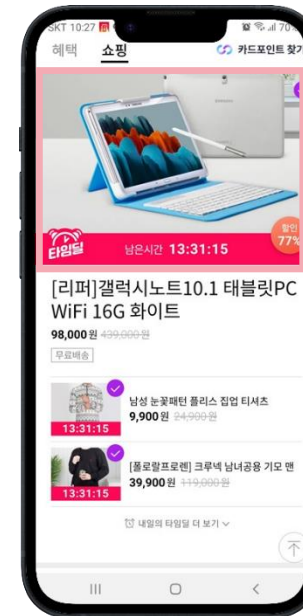 SKT 10:27
70%
혜택 쇼핑 카드포인트 찾기
타임딜 남은시간 13:31:15
할인
77%
[리퍼]갤럭시노트10.1 태블릿PC
WiFi 16G 화이트
98,000원 439,000원
무료배송
남성 눈꽃패턴 플리스 집업 티셔츠
9,900원 24,900원
13:31:15
[폴로랄프로렌] 크루넥 남녀공용 기모 맨
39,900원 119,000원
13:31:15
내일의 타임딜 더 보기